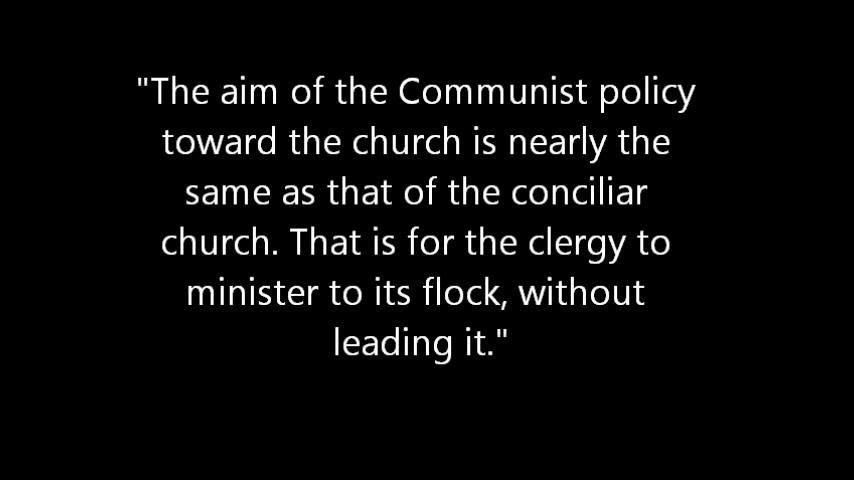 "The aim of the Communist policy
toward the church is nearly the
same as that of the conciliar
church. That is for the clergy to
minister to its flock, without
leading it."